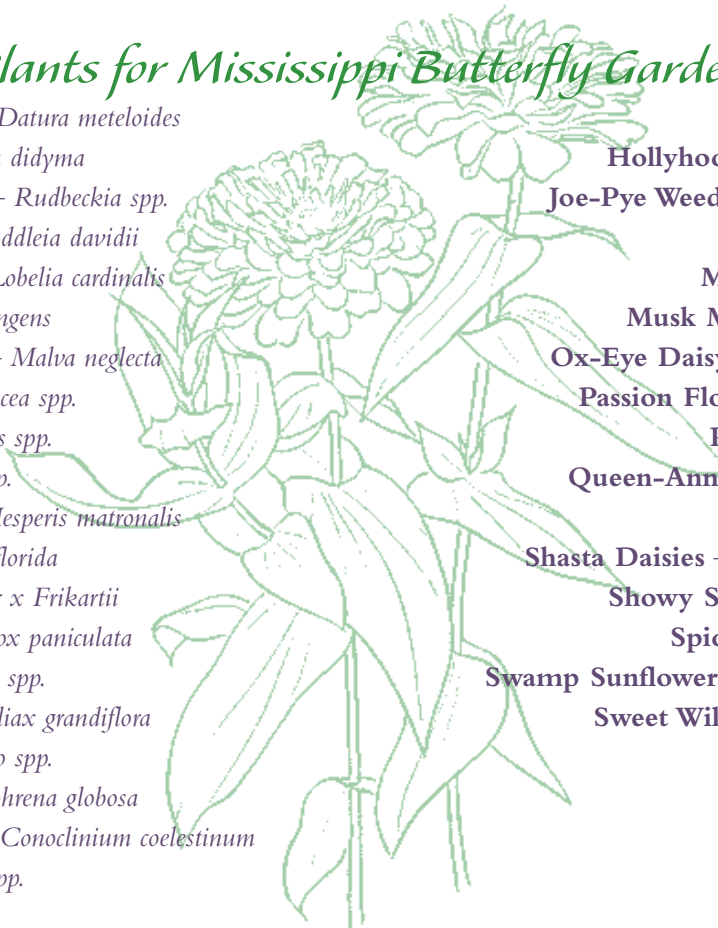 lants for Mississippi Butterfly Garde
Datura meteloides
didyma
– Rudbeckia spp.
ddleia davidii
Lobelia cardinalis
ngens
– Malva neglecta
cea spp.
s spp.
p.
Hesperis matronalis
florida
x Frikartii
ox paniculata
spp.
liax grandiflora
spp.
hrena globosa
Conoclinium coelestinum
pp.
Hollyhoc
Joe-Pye Weed
M
Musk M
Ox-Eye Daisy
Passion Flo
Queen-Ann
Shasta Daisies –
Showy S
Spic
Swamp Sunflower
Sweet Wil